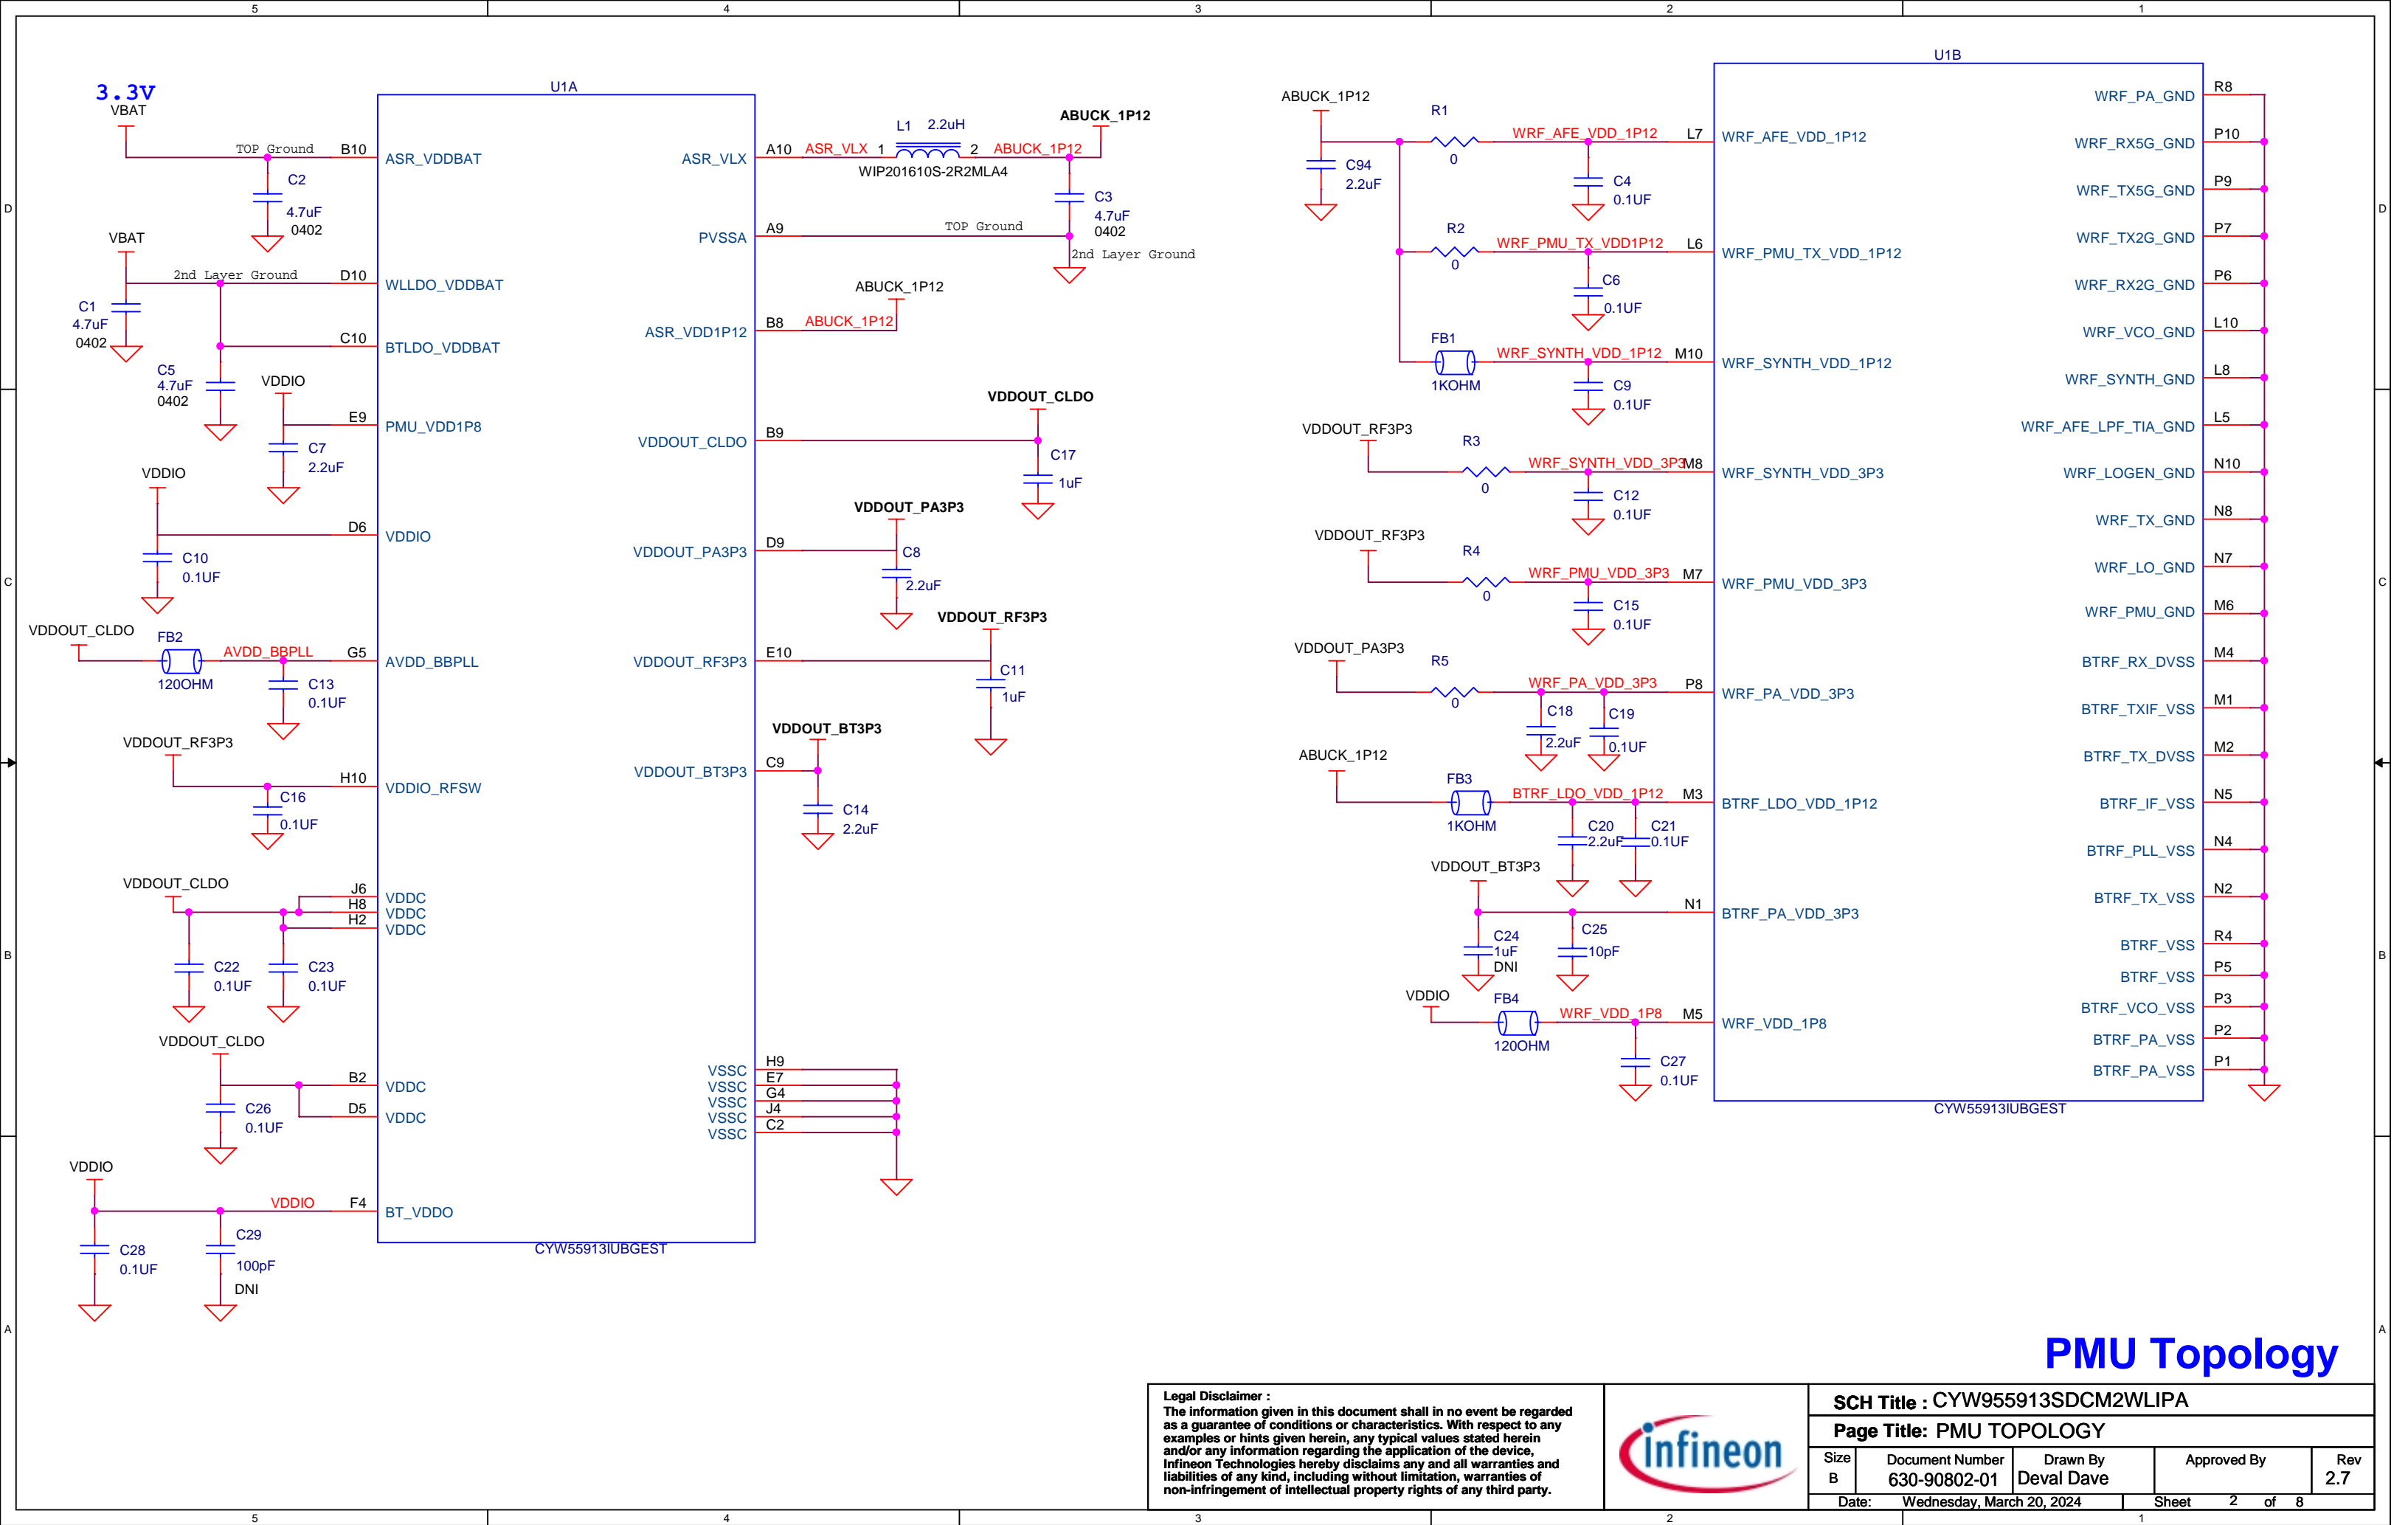 5 4 3 2 1
D
C
B
A
D
C
B
A
3.3V
VBAT
TOP Ground
B10 ASR_VDDBAT
C2
4.7uF
0402
VBAT
2nd Layer Ground
D10 WLLDO_VDDBAT
C1
4.7uF
0402
C10 BTLDO_VDDBAT
C5
4.7uF
0402
VDDIO
E9 PMU_VDD1P8
C7
2.2uF
VDDIO
D6 VDDIO
C10
0.1UF
VDDOUT_CLDO
FB2
120OHM
AVDD_BBPLL
G5 AVDD_BBPLL
C13
0.1UF
VDDOUT_RF3P3
H10 VDDIO_RFSW
C16
0.1UF
VDDOUT_CLDO
J6 VDDC
H8 VDDC
H2 VDDC
C22
0.1UF
C23
0.1UF
VDDOUT_CLDO
B2 VDDC
D5 VDDC
C26
0.1UF
VDDIO
VDDIO
F4 BT_VDDO
C28
0.1UF
C29
100pF
DNI
U1A
CYW55913IUBGEST
ASR_VLX A10 ASR_VLX 1
L1 2.2uH
2 ABUCK_1P12
WIP201610S-2R2MLA4
ABUCK_1P12
C3
4.7uF
0402
PVSSA A9
TOP Ground
2nd Layer Ground
ABUCK_1P12
ASR_VDD1P12 B8 ABUCK_1P12
VDDOUT_CLDO
VDDOUT_CLDO B9
C17
1uF
VDDOUT_PA3P3
VDDOUT_PA3P3 D9
C8
2.2uF
VDDOUT_RF3P3
VDDOUT_RF3P3 E10
C11
1uF
VDDOUT_BT3P3
VDDOUT_BT3P3 C9
C14
2.2uF
VSSC H9
VSSC E7
VSSC G4
VSSC J4
VSSC C2
ABUCK_1P12
C94
2.2uF
R1
0
WRF_AFE_VDD_1P12 L7 WRF_AFE_VDD_1P12
C4
0.1UF
R2
0
WRF_PMU_TX_VDD1P12 L6 WRF_PMU_TX_VDD_1P12
C6
0.1UF
FB1
1KOHM
WRF_SYNTH_VDD_1P12 M10 WRF_SYNTH_VDD_1P12
C9
0.1UF
VDDOUT_RF3P3
R3
0
WRF_SYNTH_VDD_3P3 M8 WRF_SYNTH_VDD_3P3
C12
0.1UF
VDDOUT_RF3P3
R4
0
WRF_PMU_VDD_3P3 M7 WRF_PMU_VDD_3P3
C15
0.1UF
VDDOUT_PA3P3
R5
0
WRF_PA_VDD_3P3 P8 WRF_PA_VDD_3P3
C18
2.2uF
C19
0.1UF
ABUCK_1P12
FB3
1KOHM
BTRF_LDO_VDD_1P12 M3 BTRF_LDO_VDD_1P12
C20
2.2uF
C21
0.1UF
VDDOUT_BT3P3
N1 BTRF_PA_VDD_3P3
C24
1uF
DNI
C25
10pF
VDDIO
FB4
120OHM
WRF_VDD_1P8 M5 WRF_VDD_1P8
C27
0.1UF
U1B
WRF_PA_GND R8
WRF_RX5G_GND P10
WRF_TX5G_GND P9
WRF_TX2G_GND P7
WRF_RX2G_GND P6
WRF_VCO_GND L10
WRF_SYNTH_GND L8
WRF_AFE_LPF_TIA_GND L5
WRF_LOGEN_GND N10
WRF_TX_GND N8
WRF_LO_GND N7
WRF_PMU_GND M6
BTRF_RX_DVSS M4
BTRF_TXIF_VSS M1
BTRF_TX_DVSS M2
BTRF_IF_VSS N5
BTRF_PLL_VSS N4
BTRF_TX_VSS N2
BTRF_VSS R4
BTRF_VSS P5
BTRF_VCO_VSS P3
BTRF_PA_VSS P2
BTRF_PA_VSS P1
CYW55913IUBGEST
PMU Topology
Legal Disclaimer :
The information given in this document shall in no event be regarded
as a guarantee of conditions or characteristics. With respect to any
examples or hints given herein, any typical values stated herein
and/or any information regarding the application of the device,
Infineon Technologies hereby disclaims any and all warranties and
liabilities of any kind, including without limitation, warranties of
non-infringement of intellectual property rights of any third party.
infineon
SCH Title : CYW955913SDCM2WLIPA
Page Title: PMU TOPOLOGY
Size Document Number Drawn By Approved By Rev
B 630-90802-01 Deval Dave 2.7
Date: Wednesday, March 20, 2024 Sheet 2 of 8
5 4 3 2 1